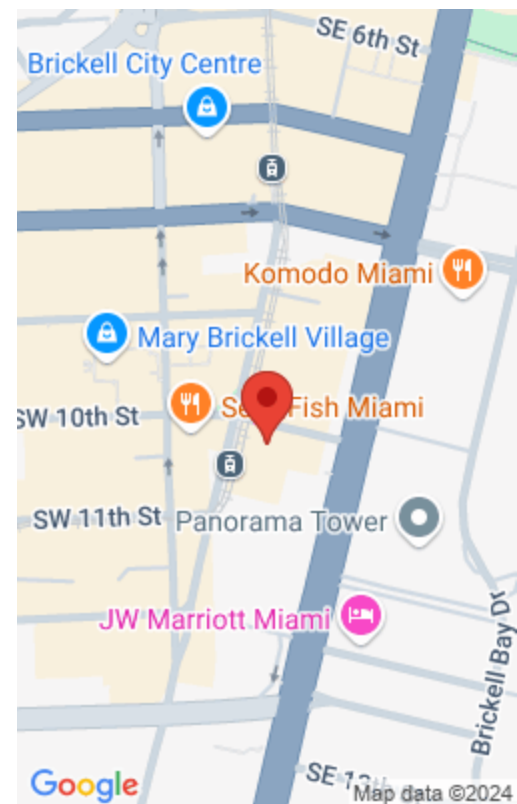 SE 6th St
Brickell City Centre
Komodo Miami
Mary Brickell Village
Fish Miami
SW 10th St
SW 11th St
Panorama Tower
JW Marriott Miami
Brickell Bay Dr
SE
Google
Map data ©2024